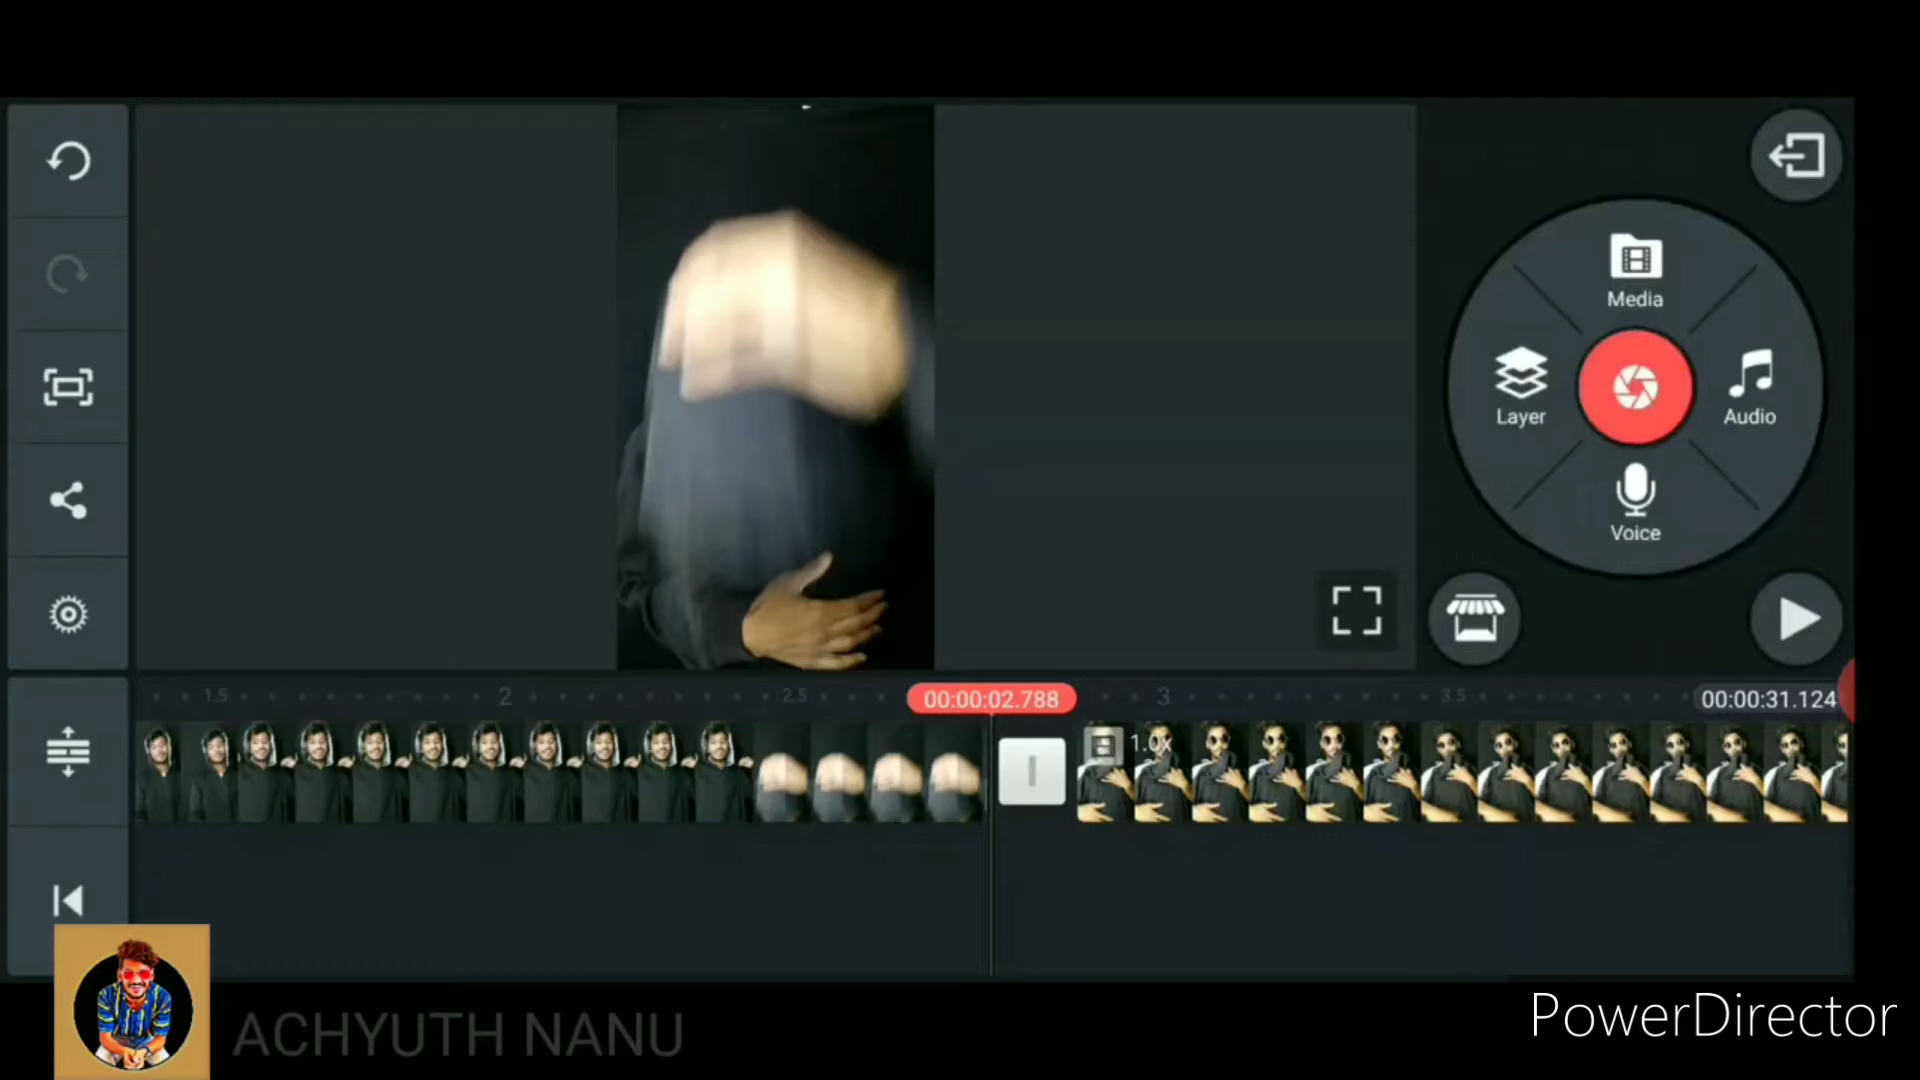 Media
Layer
Audio
Voice
1.5
2
2.5
00:00:02.788
3
3.5
00:00:31.124
1.0x
ACHYUTH NANU
PowerDirector